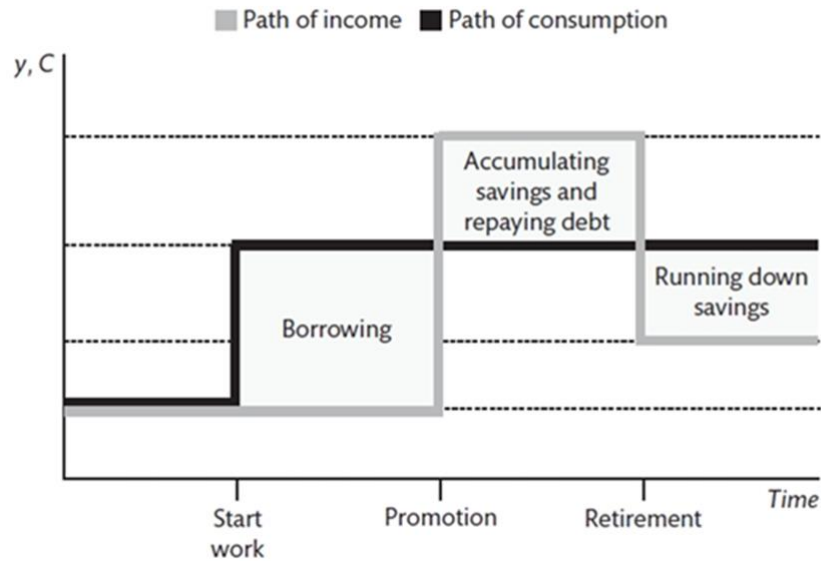 Path of income Path of consumption
y, C
Accumulating
savings and
repaying debt
Running down
savings
Borrowing
Time
Start
work
Promotion
Retirement